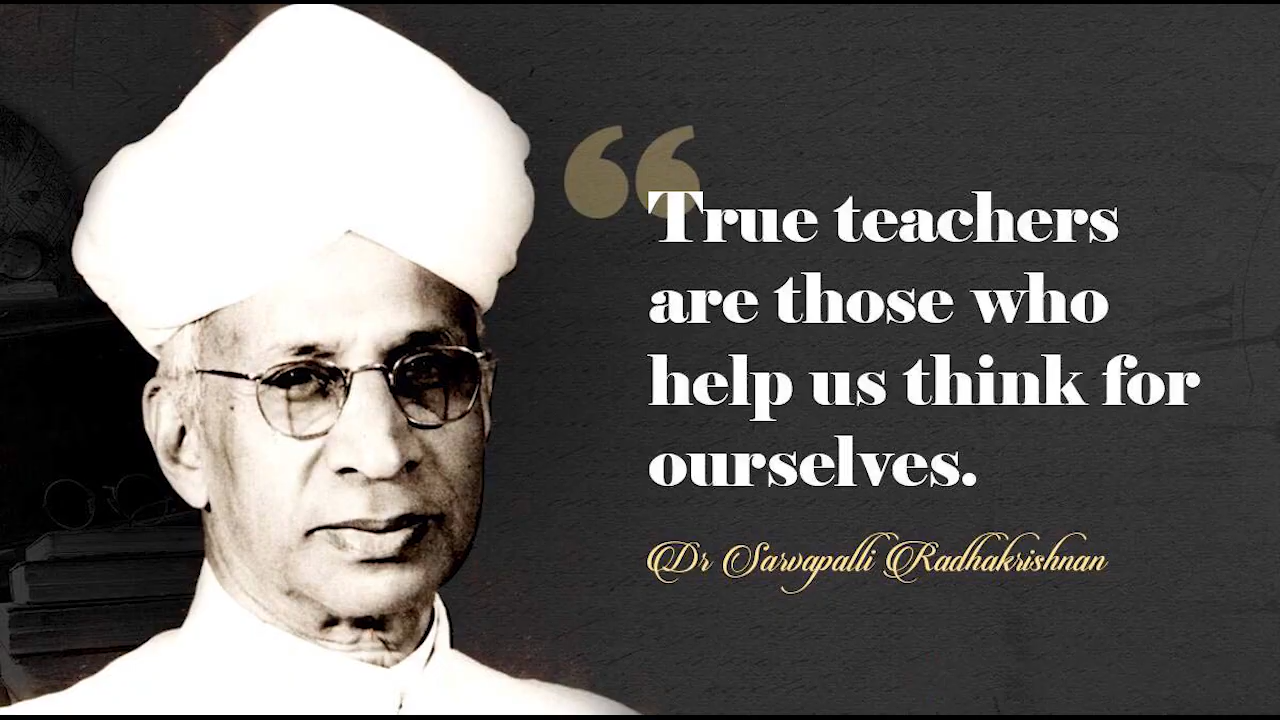 “
True teachers
are those who
help us think for
ourselves.
Dr Sarvapalli Radhakrishnan